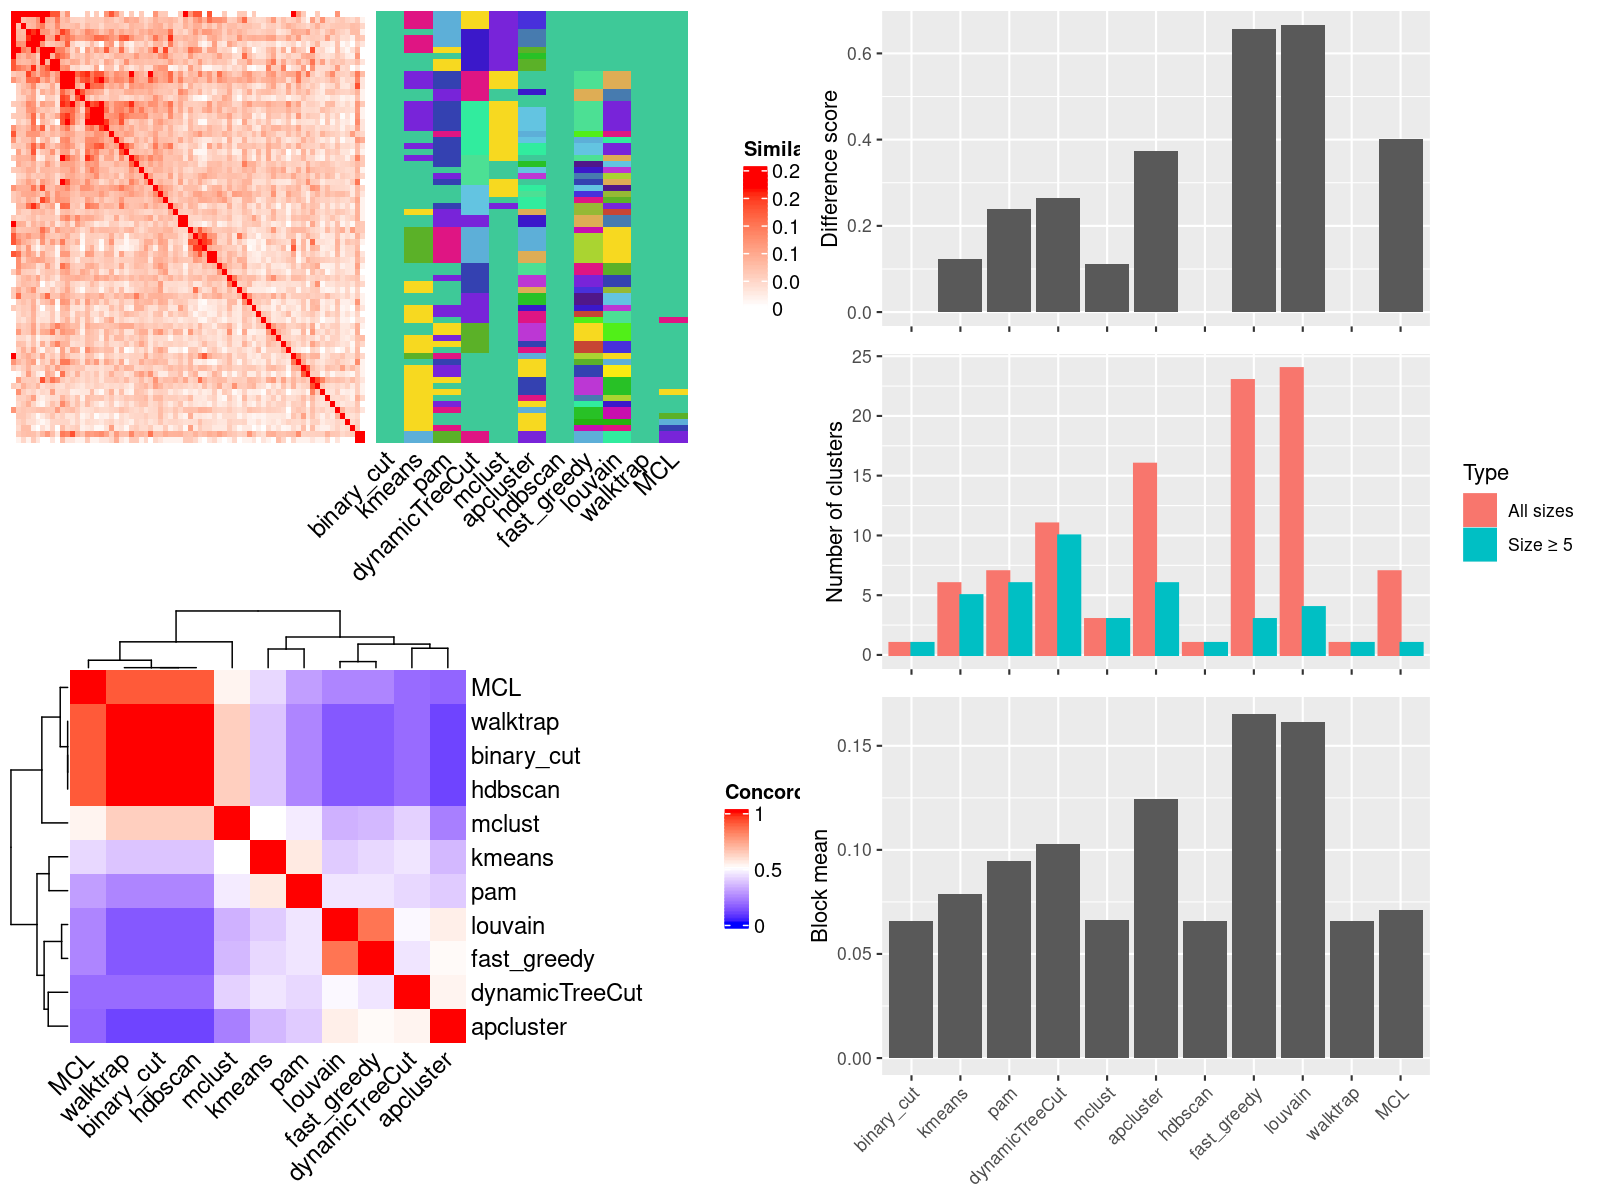 Simila
0.2
0.2
0.1
0.1
0.0
0
binary_cut
kmeans
pam
dynamicTreeCut
mclust
apcluster
hdbscan
fast_greedy
louvain
walktrap
MCL
MCL
walktrap
binary_cut
hdbscan
mclust
kmeans
pam
louvain
fast_greedy
dynamicTreeCut
apcluster
MCL
walktrap
binary_cut
hdbscan
mclust
kmeans
pam
louvain
fast_greedy
dynamicTreeCut
apcluster
Concord
1
0.5
0
Difference score
0.6
0.4
0.2
0.0
Number of clusters
25
20
15
10
5
0
Type
All sizes
Size ≥ 5
Block mean
0.15
0.10
0.05
0.00
binary_cut
kmeans
pam
dynamicTreeCut
mclust
apcluster
hdbscan
fast_greedy
louvain
walktrap
MCL